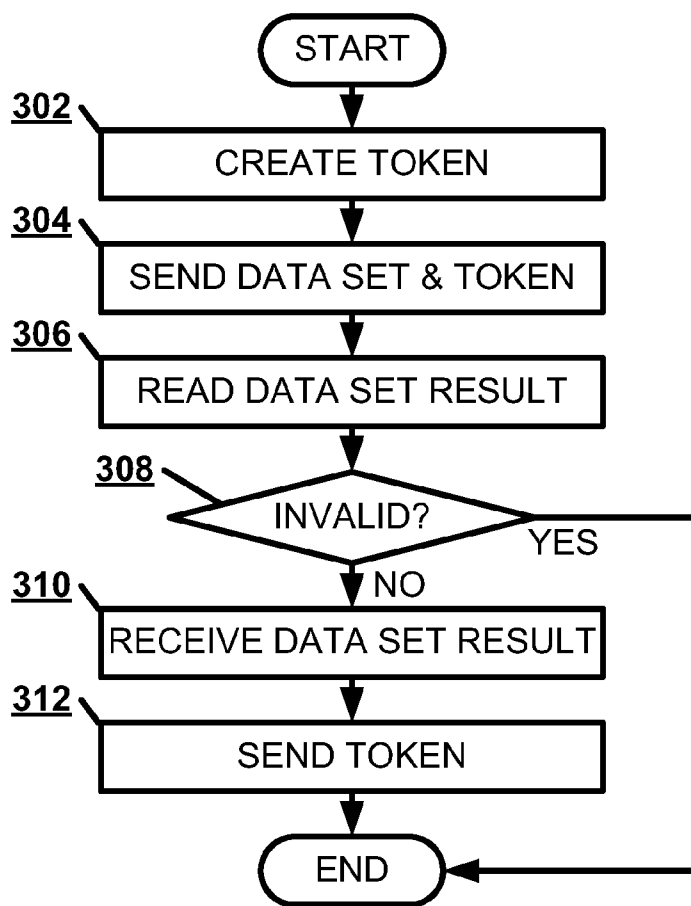 START
302
CREATE TOKEN
304
SEND DATA SET & TOKEN
306
READ DATA SET RESULT
308
INVALID?
YES
NO
310
RECEIVE DATA SET RESULT
312
SEND TOKEN
END